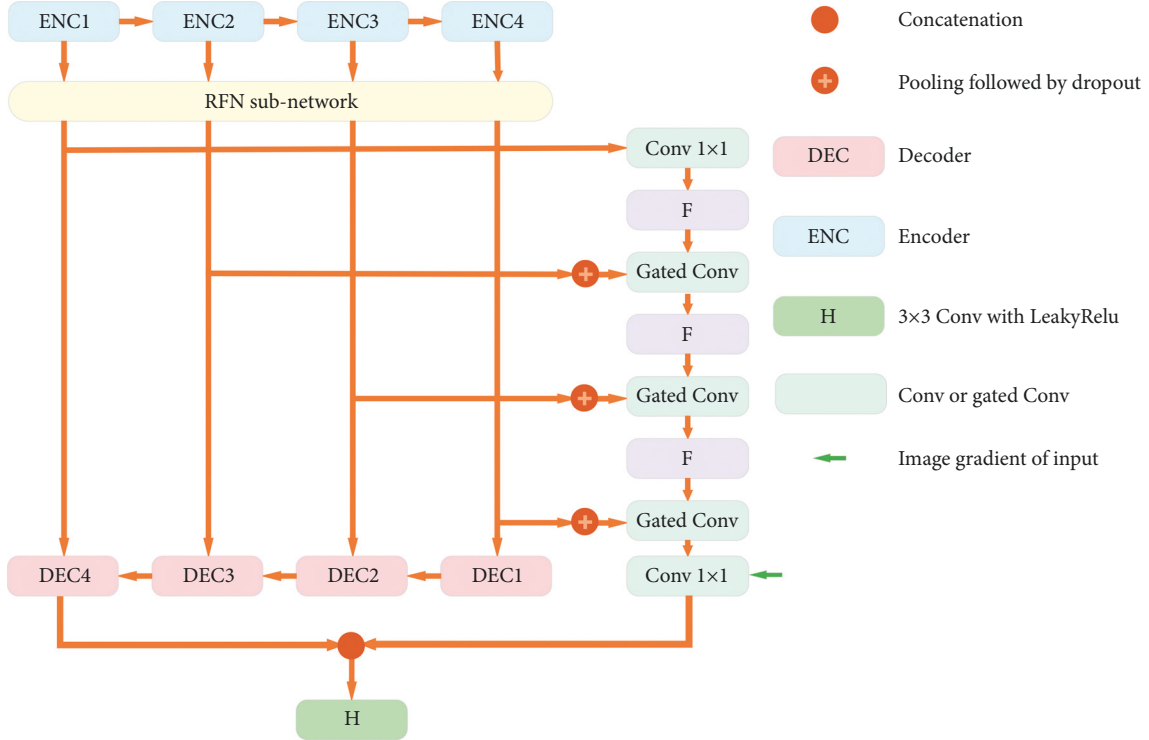 ENC1 ENC2 ENC3 ENC4
RFN sub-network
Conv 1×1
F
Gated Conv
F
Gated Conv
F
Gated Conv
DEC4 DEC3 DEC2 DEC1 Conv 1×1
H
Concatenation
Pooling followed by dropout
DEC Decoder
ENC Encoder
H 3×3 Conv with LeakyRelu
Conv or gated Conv
Image gradient of input